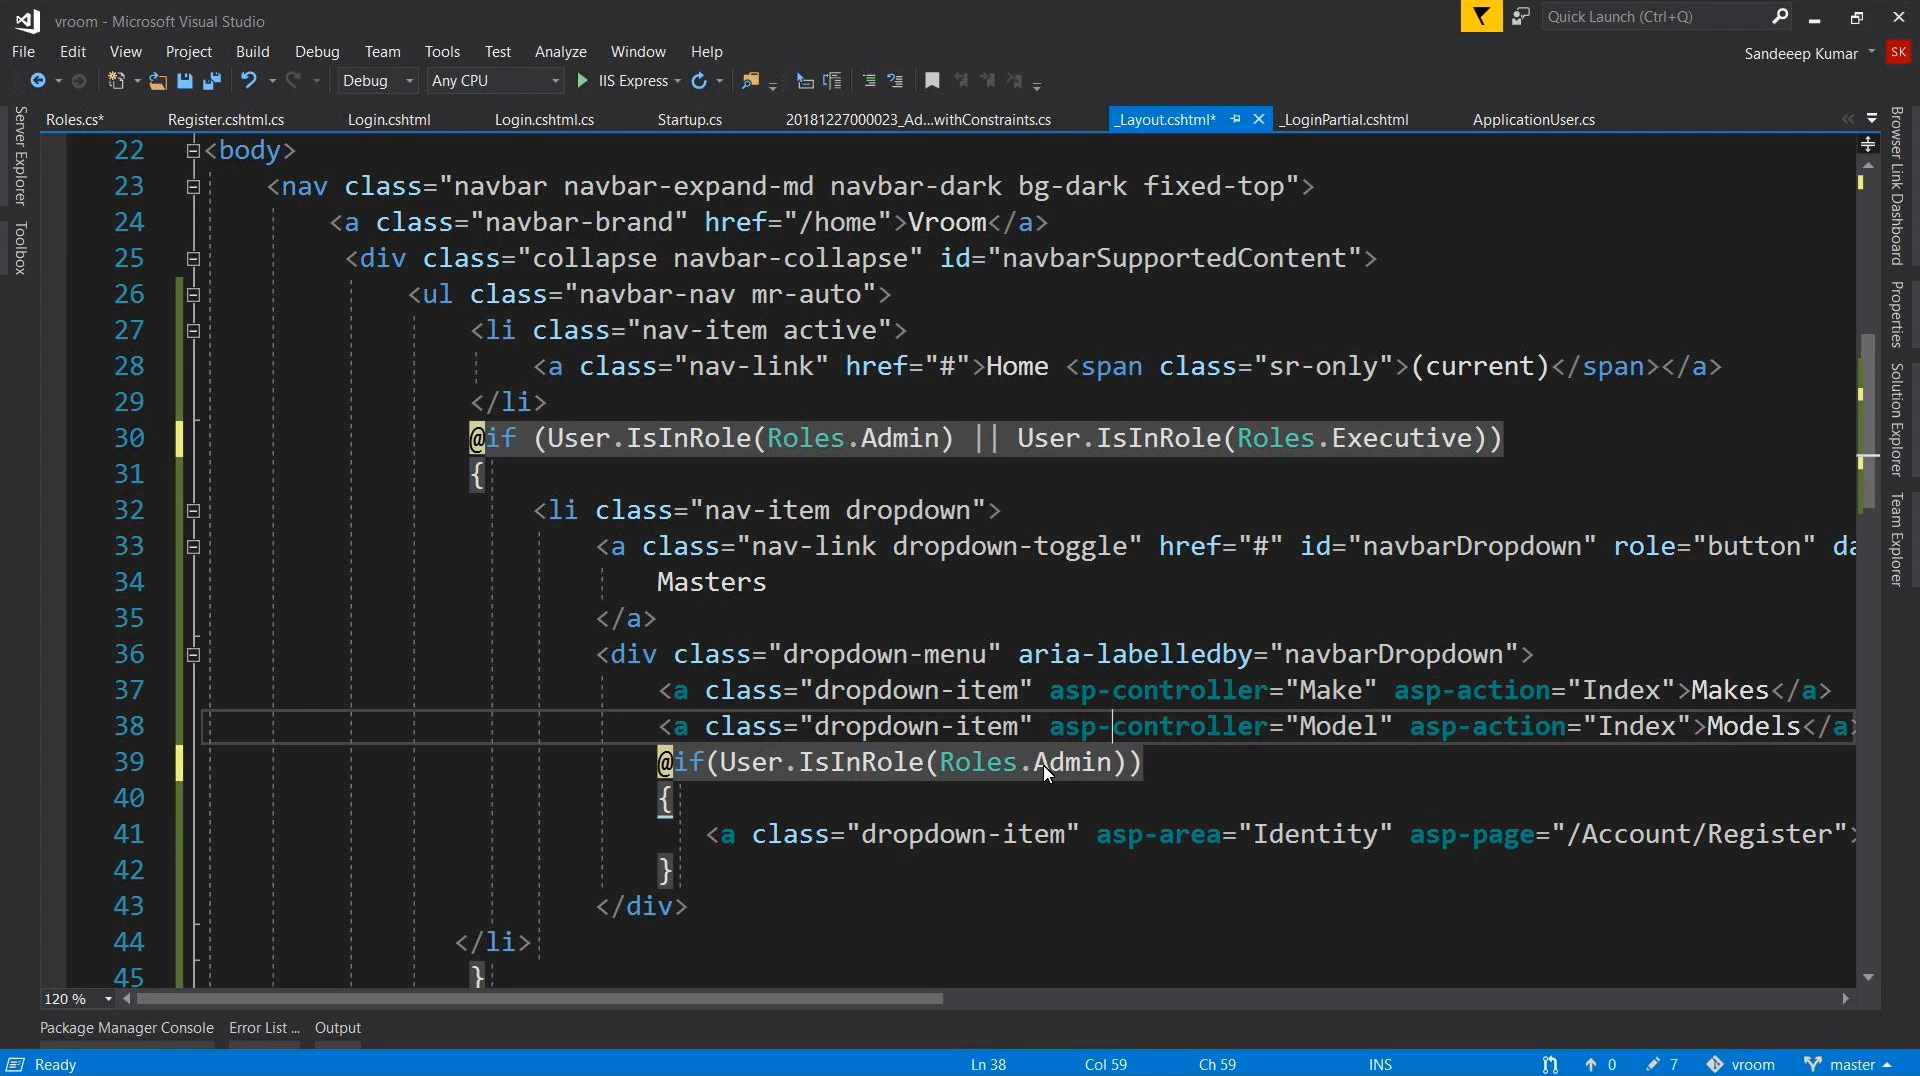 vroom - Microsoft Visual Studio
Quick Launch (Ctrl+Q)
File Edit View Project Build Debug Team Tools Test Analyze Window Help
Sandeeep Kumar SK
Debug Any CPU IIS Express
Roles.cs* Register.cshtml.cs Login.cshtml Login.cshtml.cs Startup.cs 20181227000023_Ad...withConstraints.cs _Layout.cshtml* _LoginPartial.cshtml ApplicationUser.cs
Server Explorer
Toolbox
22 <body>
23 <nav class="navbar navbar-expand-md navbar-dark bg-dark fixed-top">
24 <a class="navbar-brand" href="/home">Vroom</a>
25 <div class="collapse navbar-collapse" id="navbarSupportedContent">
26 <ul class="navbar-nav mr-auto">
27 <li class="nav-item active">
28 <a class="nav-link" href="#">Home <span class="sr-only">(current)</span></a>
29 </li>
30 @if (User.IsInRole(Roles.Admin) || User.IsInRole(Roles.Executive))
31 {
32 <li class="nav-item dropdown">
33 <a class="nav-link dropdown-toggle" href="#" id="navbarDropdown" role="button" da
34 Masters
35 </a>
36 <div class="dropdown-menu" aria-labelledby="navbarDropdown">
37 <a class="dropdown-item" asp-controller="Make" asp-action="Index">Makes</a>
38 <a class="dropdown-item" asp-controller="Model" asp-action="Index">Models</a>
39 @if(User.IsInRole(Roles.Admin))
40 {
41 <a class="dropdown-item" asp-area="Identity" asp-page="/Account/Register">
42 }
43 </div>
44 </li>
45 }
Browser Link Dashboard
Properties
Solution Explorer
Team Explorer
120 %
Package Manager Console Error List ... Output
Ready Ln 38 Col 59 Ch 59 INS 0 7 vroom master